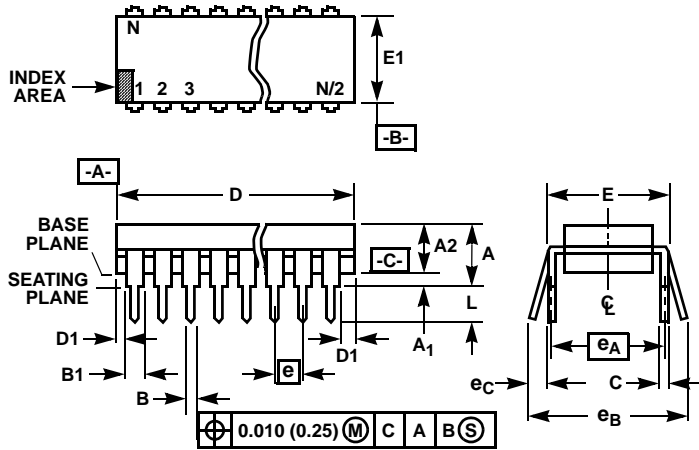 N
INDEX
AREA
1 2 3 N/2
E1
-B-
-A-
D
E
BASE
PLANE
A2
A
-C-
SEATING
PLANE
L
℄
D1
A1
D1
eA
B1
e
eC
C
B
eB
⌖ 0.010 (0.25) Ⓜ C A B Ⓢ